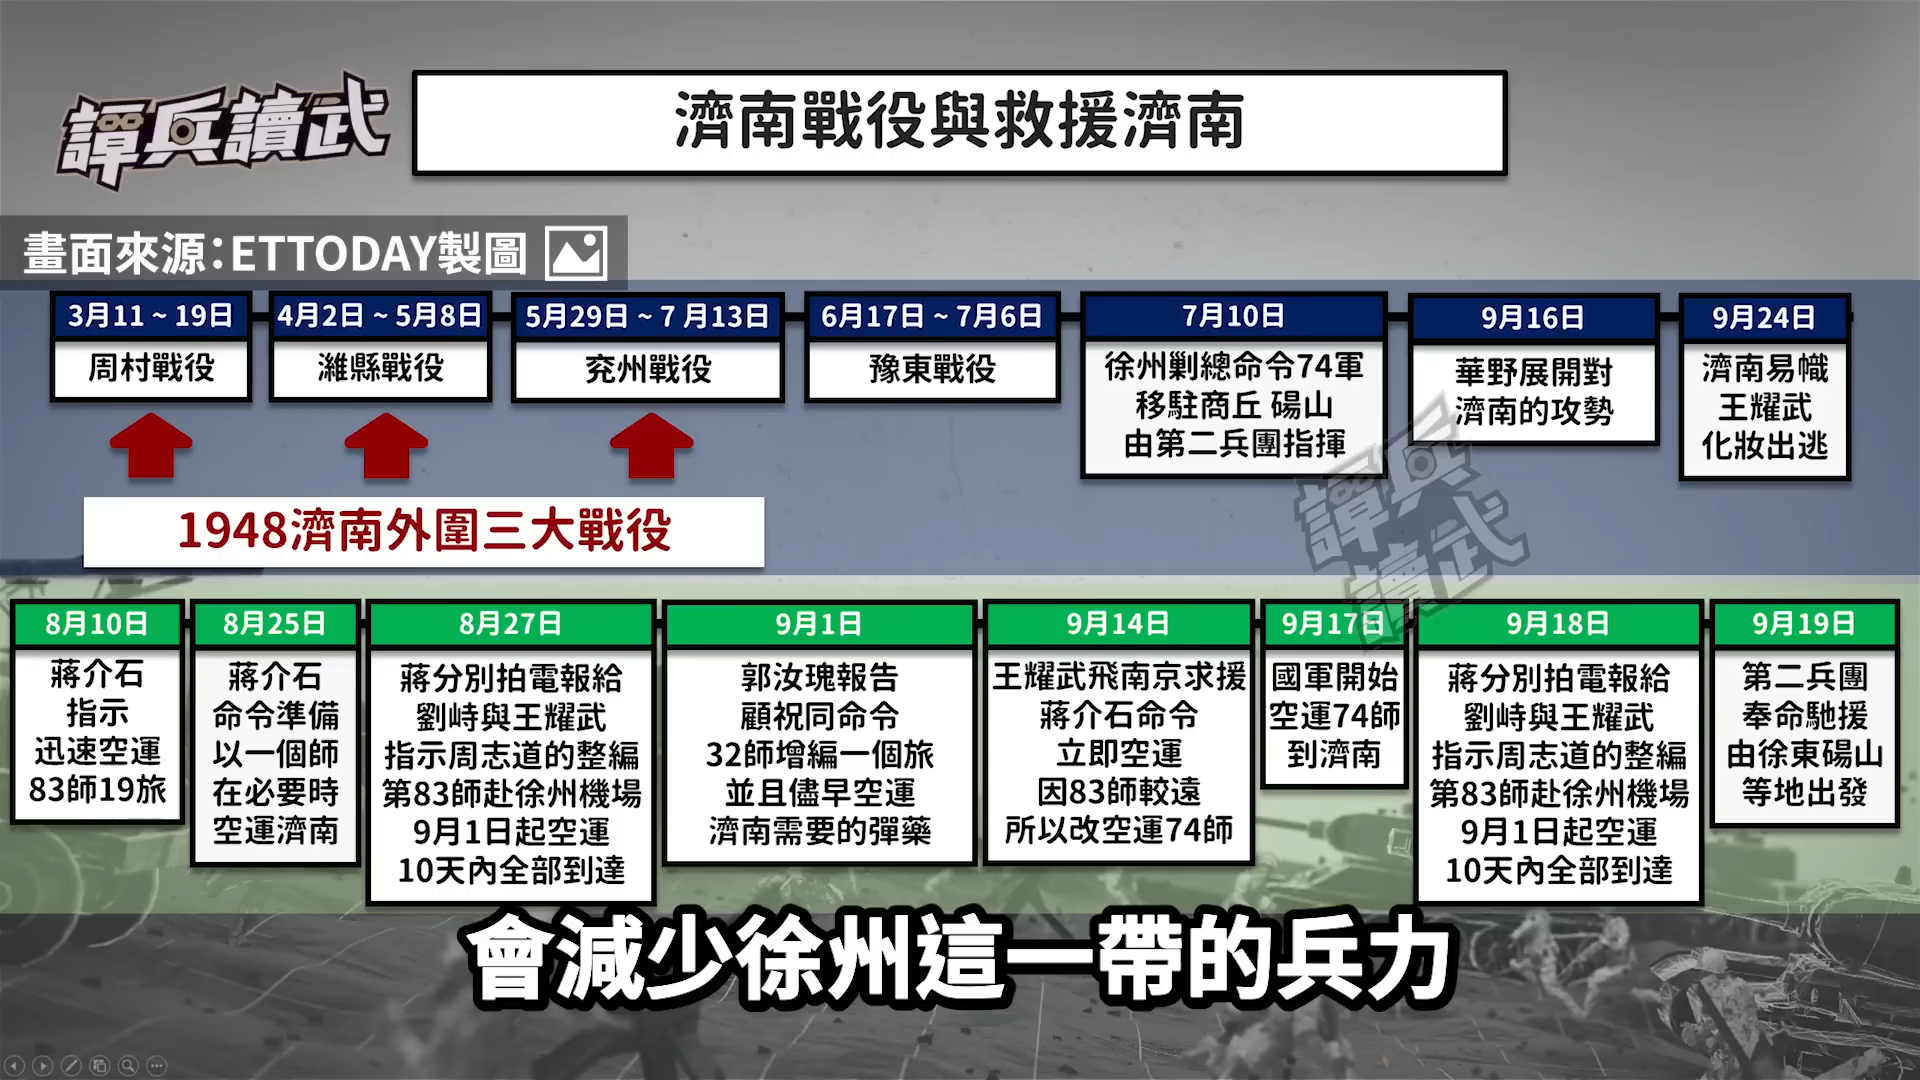 譚兵讀武
濟南戰役與救援濟南
畫面來源：ETTODAY製圖
3月11 ~ 19日
周村戰役
4月2日 ~ 5月8日
濰縣戰役
5月29日 ~ 7 月13日
兗州戰役
6月17日 ~ 7月6日
豫東戰役
7月10日
徐州剿總命令74軍
移駐商丘 碭山
由第二兵團指揮
9月16日
華野展開對
濟南的攻勢
9月24日
濟南易幟
王耀武
化妝出逃
1948濟南外圍三大戰役
譚兵
讀武
8月10日
蔣介石
指示
迅速空運
83師19旅
8月25日
蔣介石
命令準備
以一個師
在必要時
空運濟南
8月27日
蔣分別拍電報給
劉峙與王耀武
指示周志道的整編
第83師赴徐州機場
9月1日起空運
10天內全部到達
9月1日
郭汝瑰報告
顧祝同命令
32師增編一個旅
並且儘早空運
濟南需要的彈藥
9月14日
王耀武飛南京求援
蔣介石命令
立即空運
因83師較遠
所以改空運74師
9月17日
國軍開始
空運74師
到濟南
9月18日
蔣分別拍電報給
劉峙與王耀武
指示周志道的整編
第83師赴徐州機場
9月1日起空運
10天內全部到達
9月19日
第二兵團
奉命馳援
由徐東碭山
等地出發
會減少徐州這一帶的兵力